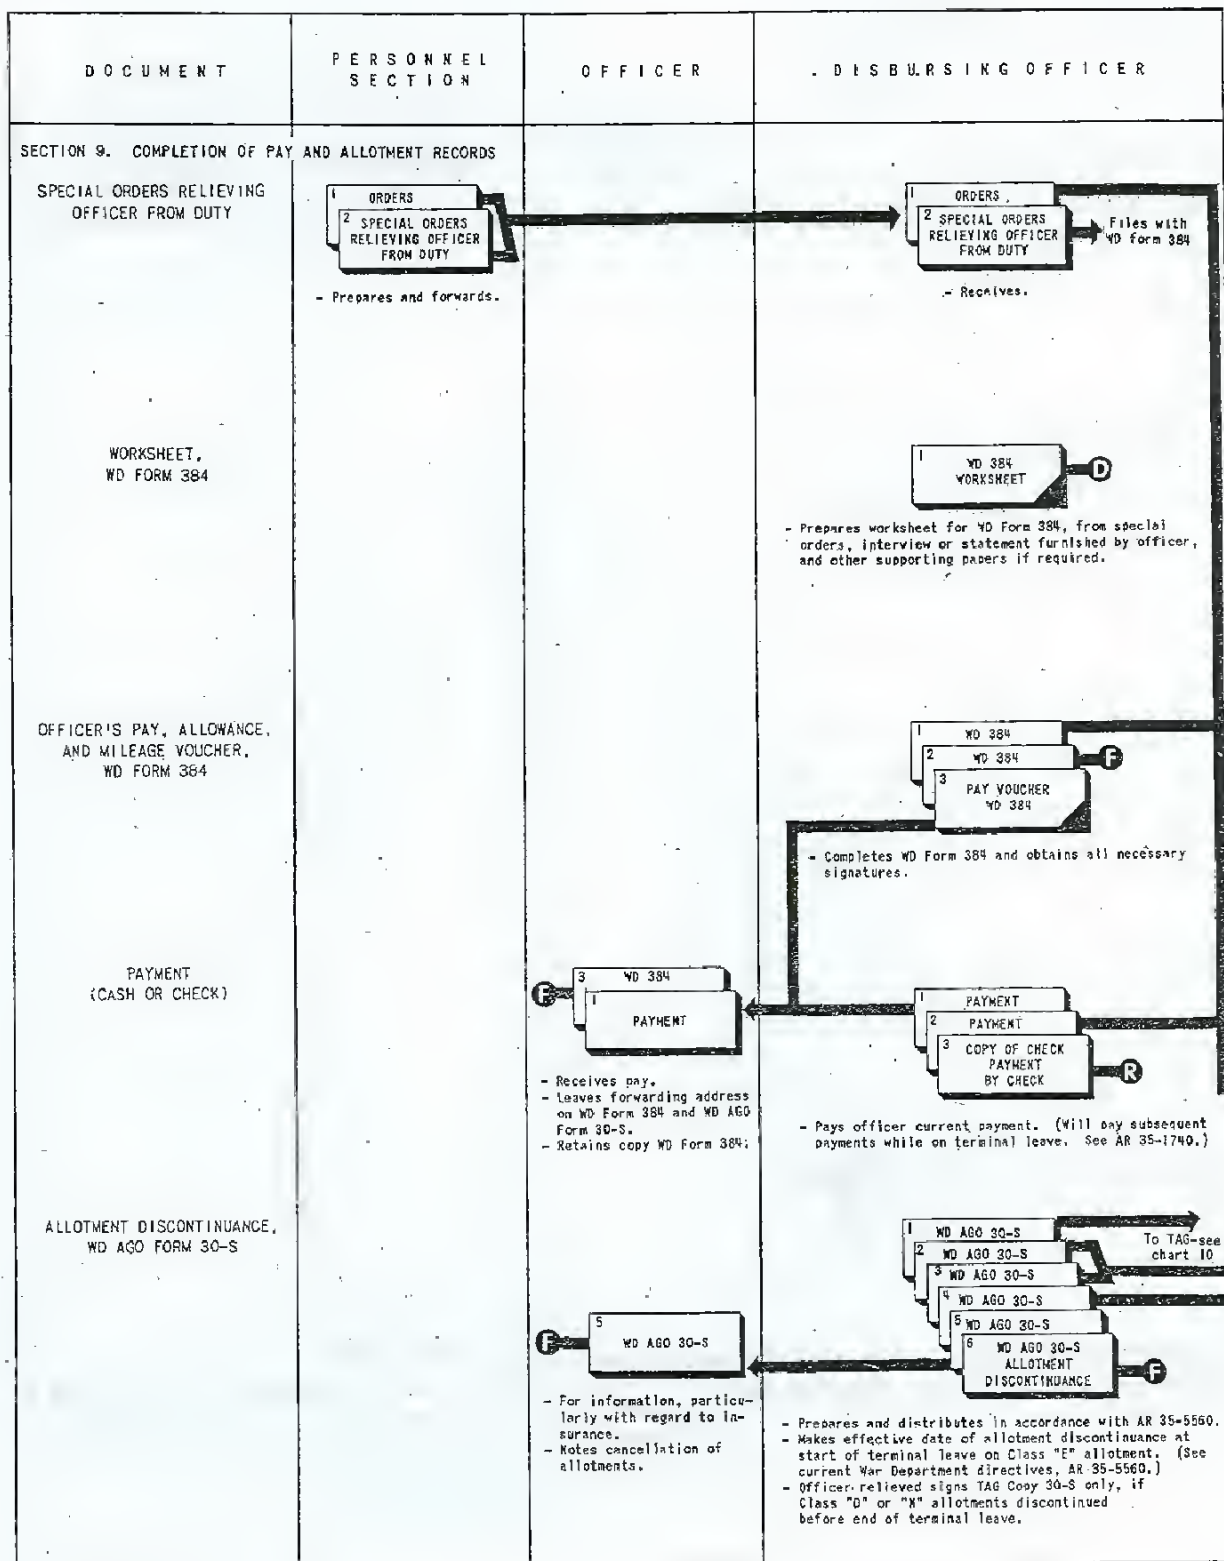 DOCUMENT
PERSONNEL
SECTION
OFFICER
DISBURSING OFFICER
SECTION 9. COMPLETION OF PAY AND ALLOTMENT RECORDS
SPECIAL ORDERS RELIEVING
OFFICER FROM DUTY
1 ORDERS
2 SPECIAL ORDERS
RELIEVING OFFICER
FROM DUTY
- Prepares and forwards.
1 ORDERS
2 SPECIAL ORDERS
RELIEVING OFFICER
FROM DUTY
Files with
WD form 384
- Receives.
WORKSHEET,
WD FORM 384
1 WD 384
WORKSHEET
D
- Prepares worksheet for WD Form 384, from special
orders, interview or statement furnished by officer,
and other supporting papers if required.
OFFICER'S PAY, ALLOWANCE,
AND MILEAGE VOUCHER,
WD FORM 384
1 WD 384
2 WD 384
F
3 PAY VOUCHER
WD 384
- Completes WD Form 384 and obtains all necessary
signatures.
PAYMENT
(CASH OR CHECK)
F
3 WD 384
1 PAYMENT
- Receives pay.
- Leaves forwarding address
on WD Form 384 and WD AGO
Form 30-S.
- Retains copy WD Form 384.
1 PAYMENT
2 PAYMENT
3 COPY OF CHECK
PAYMENT
BY CHECK
R
- Pays officer current payment. (Will pay subsequent
payments while on terminal leave. See AR 35-1740.)
ALLOTMENT DISCONTINUANCE,
WD AGO FORM 30-S
1 WD AGO 30-S
2 WD AGO 30-S
3 WD AGO 30-S
4 WD AGO 30-S
5 WD AGO 30-S
6 WD AGO 30-S
ALLOTMENT
DISCONTINUANCE
F
To TAG-see
chart 10
F
5 WD AGO 30-S
- For information, particu-
larly with regard to in-
surance.
- Notes cancellation of
allotments.
- Prepares and distributes in accordance with AR 35-5560.
- Makes effective date of allotment discontinuance at
start of terminal leave on Class "E" allotment. (See
current War Department directives, AR 35-5560.)
- Officer relieved signs TAG Copy 30-S only, if
Class "D" or "N" allotments discontinued
before end of terminal leave.